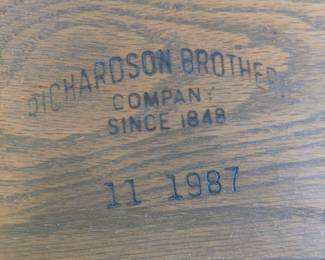 RICHARDSON BROTHERS
COMPANY
SINCE 1848
11 1987